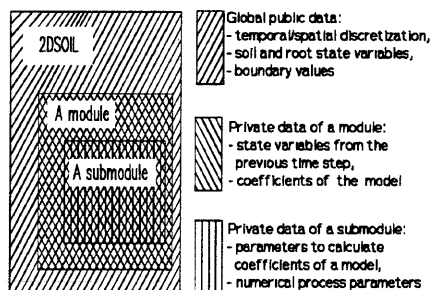 2DSOIL
A module
A submodule
Global public data:
- temporal/spatial discretization,
- soil and root state variables,
- boundary values
Private data of a module:
- state variables from the
previous time step,
- coefficients of the model
Private data of a submodule:
- parameters to calculate
coefficients of a model,
- numerical process parameters